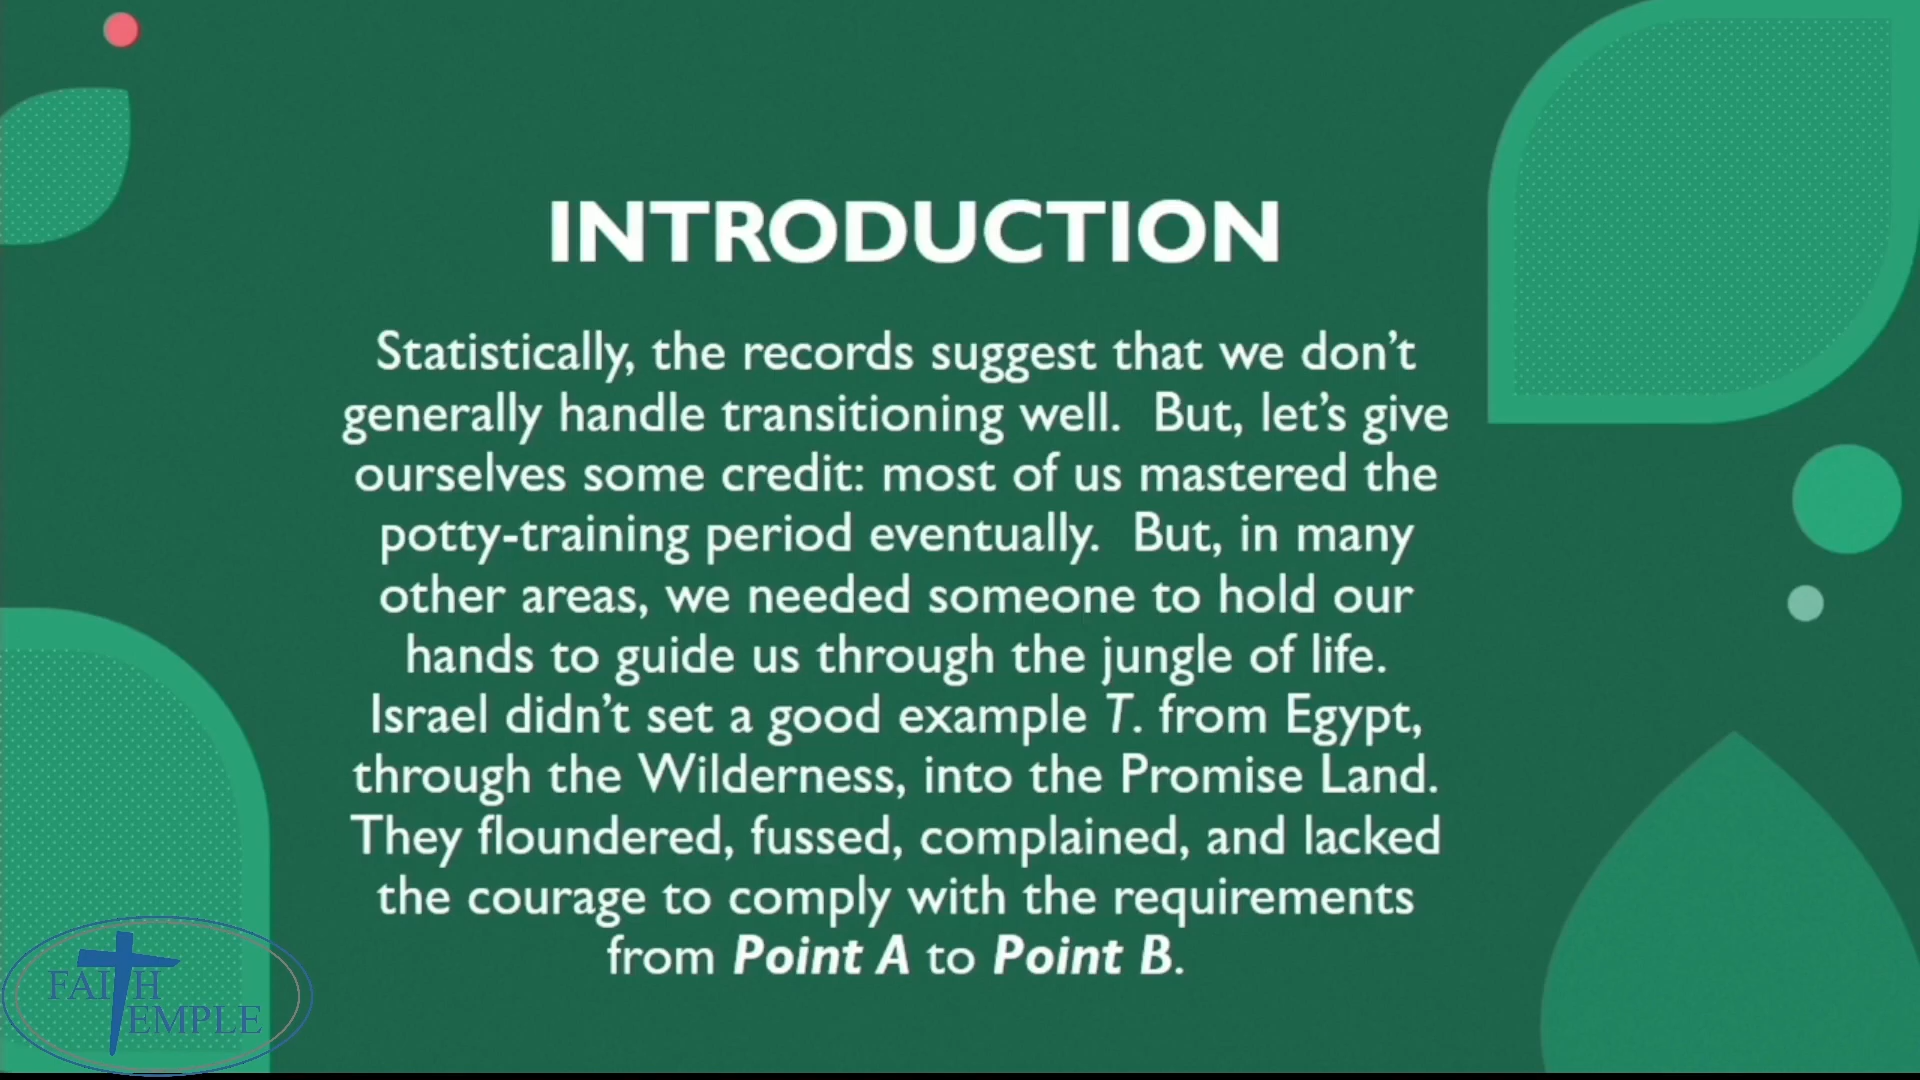 INTRODUCTION
Statistically, the records suggest that we don’t
generally handle transitioning well.  But, let’s give
ourselves some credit: most of us mastered the
potty-training period eventually.  But, in many
other areas, we needed someone to hold our
hands to guide us through the jungle of life.
Israel didn’t set a good example T. from Egypt,
through the Wilderness, into the Promise Land.
They floundered, fussed, complained, and lacked
the courage to comply with the requirements
from Point A to Point B.
FAITH
TEMPLE